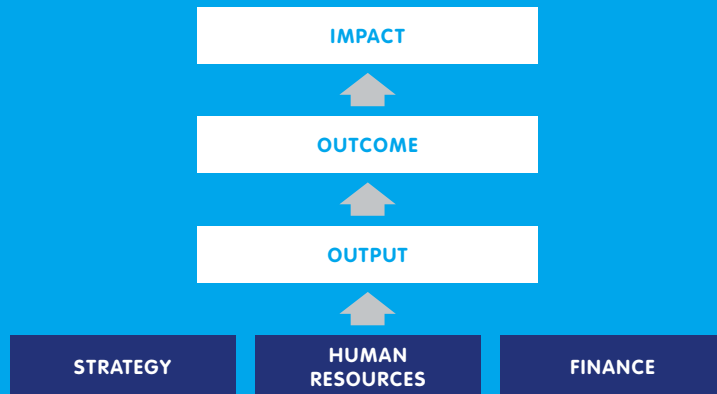 IMPACT
OUTCOME
OUTPUT
STRATEGY
HUMAN
RESOURCES
FINANCE